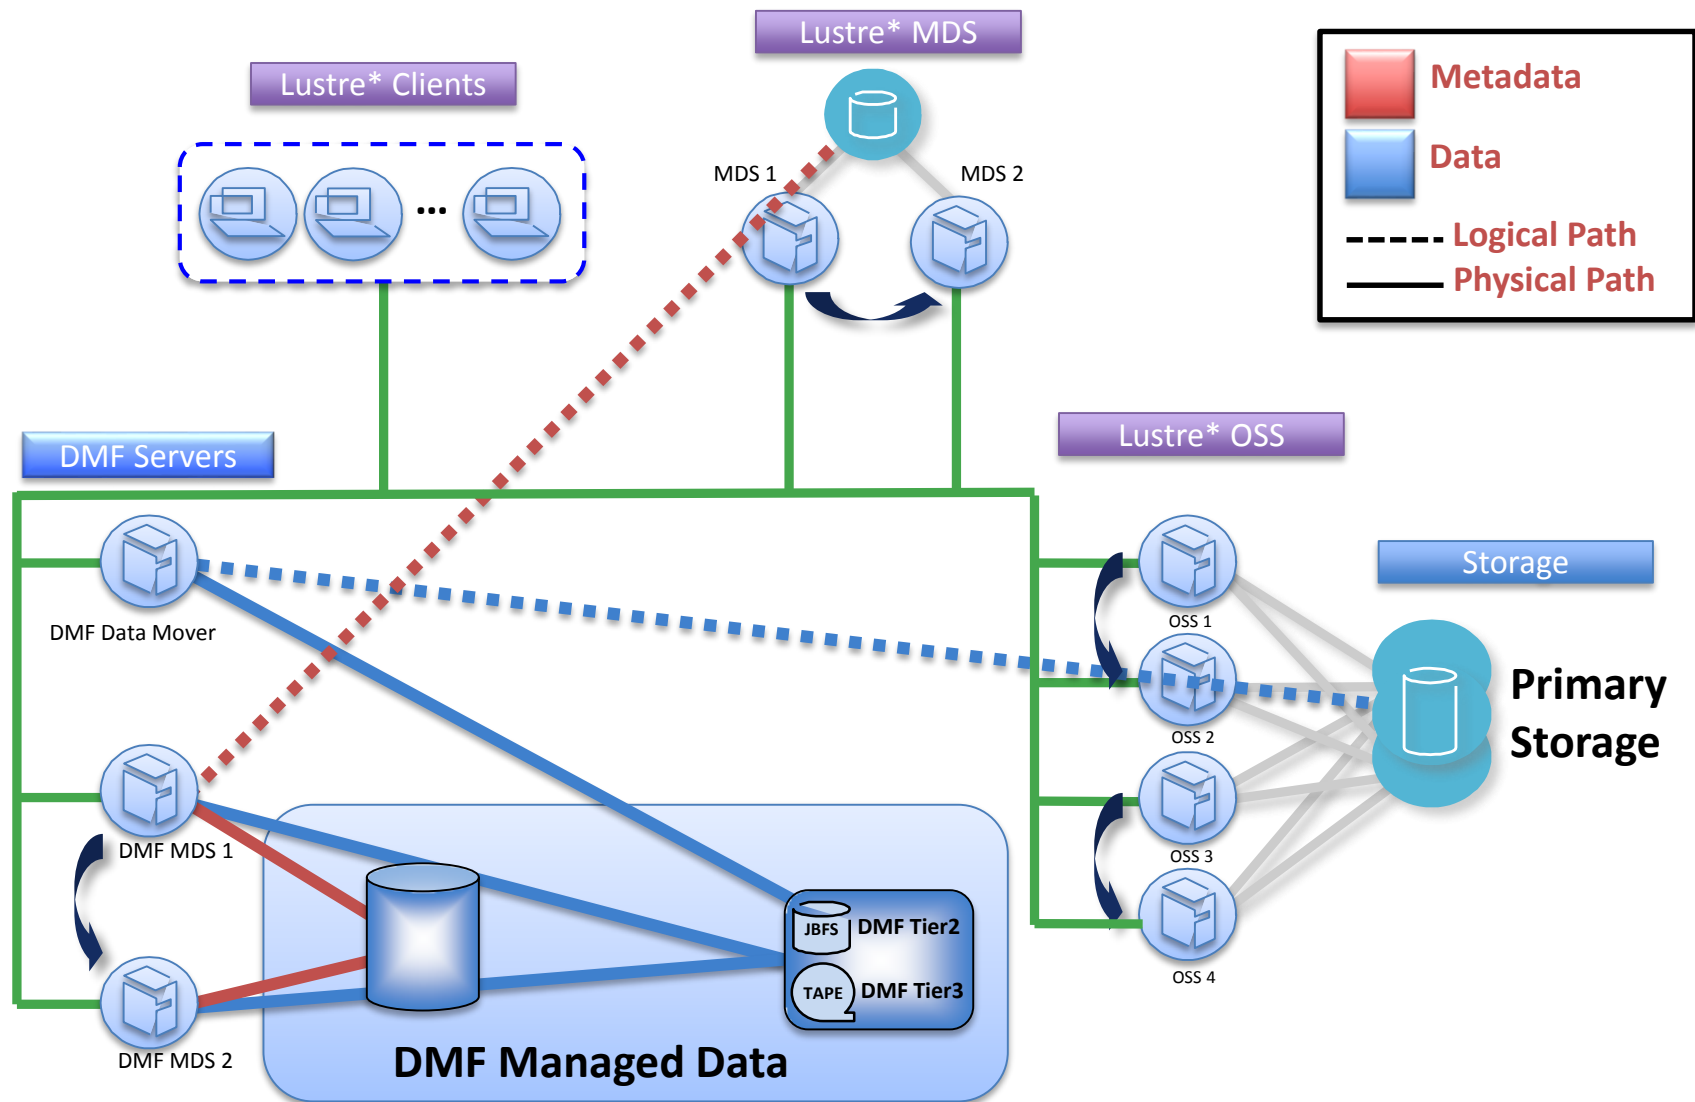 Lustre* MDS
Lustre* Clients
Metadata
Data
Logical Path
Physical Path
MDS 1
MDS 2
...
DMF Servers
Lustre* OSS
Storage
DMF Data Mover
OSS 1
OSS 2
Primary
Storage
DMF MDS 1
OSS 3
JBFS
DMF Tier2
TAPE
DMF Tier3
OSS 4
DMF MDS 2
DMF Managed Data